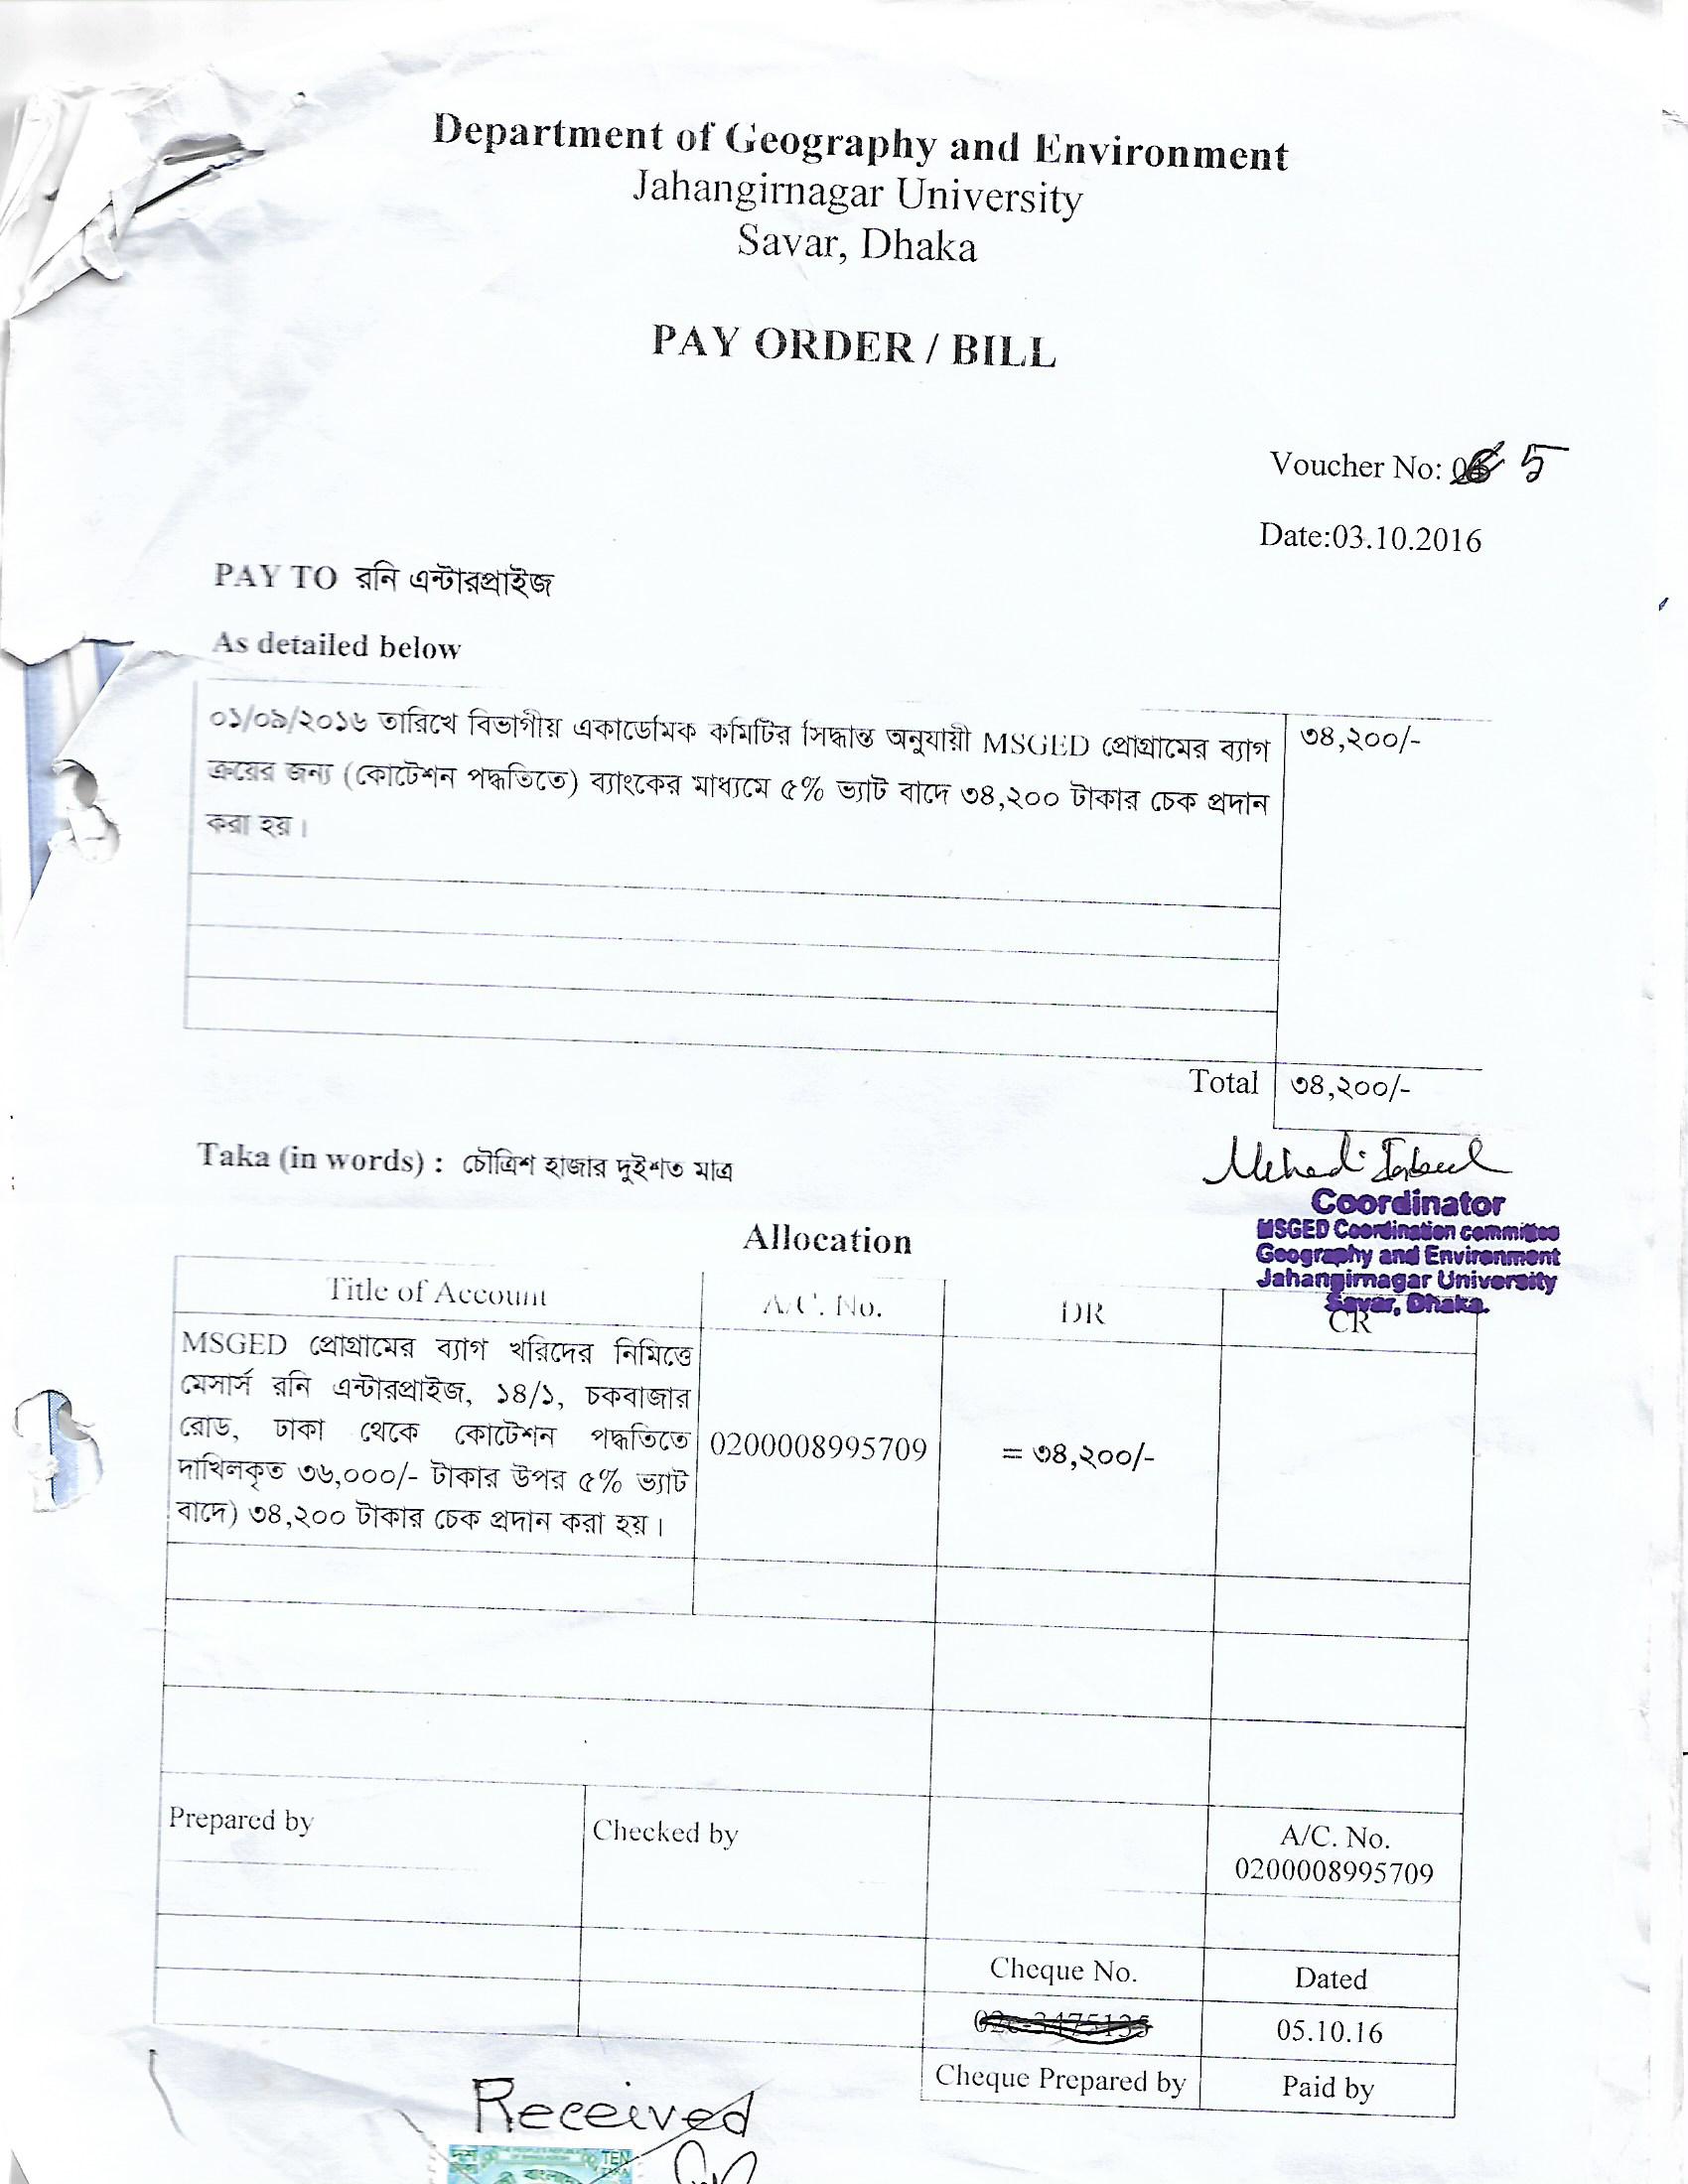 Department of Geography and Environment
Jahangirnagar University
Savar, Dhaka
PAY ORDER / BILL
Voucher No: 5
Date:03.10.2016
PAY TO রনি এন্টারপ্রাইজ
As detailed below
০১/০৯/২০১৬ তারিখে বিভাগীয় একাডেমিক কমিটির সিদ্ধান্ত অনুযায়ী MSGED প্রোগ্রামের ব্যাগ ৩৪,২০০/-
ক্রয়ের জন্য (কোটেশন পদ্ধতিতে) ব্যাংকের মাধ্যমে ৫% ভ্যাট বাদে ৩৪,২০০ টাকার চেক প্রদান
করা হয়।
Total ৩৪,২০০/-
Taka (in words) : চৌত্রিশ হাজার দুইশত মাত্র
Mehedi Iqbal
Coordinator
MSGED Coordination committee
Geography and Environment
Jahangirnagar University
Savar, Dhaka.
Allocation
Title of Account A/C. No. DR CR
MSGED প্রোগ্রামের ব্যাগ খরিদের নিমিত্তে
মেসার্স রনি এন্টারপ্রাইজ, ১৪/১, চকবাজার
রোড, ঢাকা থেকে কোটেশন পদ্ধতিতে 0200008995709 = ৩৪,২০০/-
দাখিলকৃত ৩৬,০০০/- টাকার উপর ৫% ভ্যাট
বাদে) ৩৪,২০০ টাকার চেক প্রদান করা হয়।
Prepared by Checked by A/C. No.
0200008995709
Cheque No. Dated
05.10.16
Cheque Prepared by Paid by
Received
দশ TEN